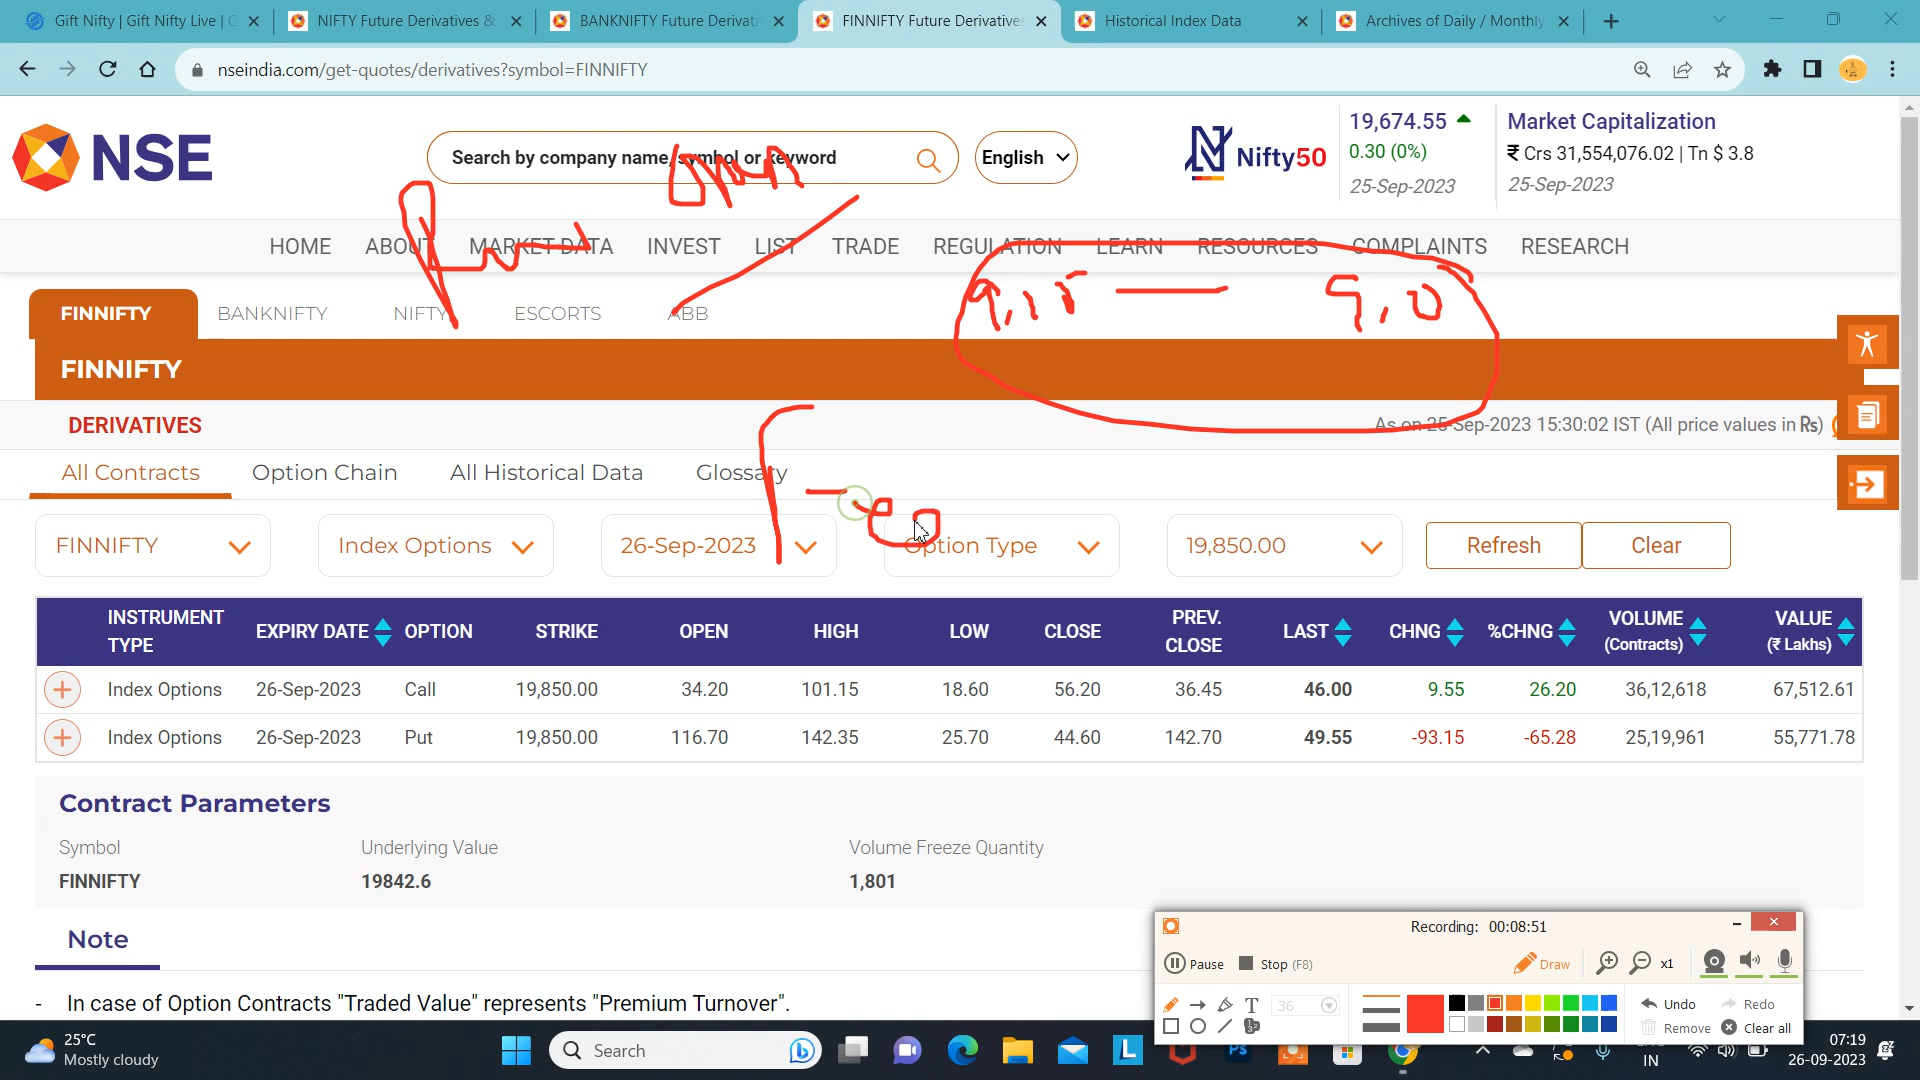 Gift Nifty | Gift Nifty Live | G
NIFTY Future Derivatives &
BANKNIFTY Future Derivati
FINNIFTY Future Derivatives
Historical Index Data
Archives of Daily / Monthly
nseindia.com/get-quotes/derivatives?symbol=FINNIFTY
NSE
Search by company name, symbol or keyword
English
Nifty50
19,674.55
0.30 (0%)
25-Sep-2023
Market Capitalization
₹ Crs 31,554,076.02 | Tn $ 3.8
25-Sep-2023
HOME ABOUT MARKET DATA INVEST LIST TRADE REGULATION LEARN RESOURCES COMPLAINTS RESEARCH
FINNIFTY BANKNIFTY NIFTY ESCORTS ABB
FINNIFTY
DERIVATIVES
As on 25-Sep-2023 15:30:02 IST (All price values in Rs)
All Contracts Option Chain All Historical Data Glossary
FINNIFTY Index Options 26-Sep-2023 Option Type 19,850.00 Refresh Clear
INSTRUMENT TYPE EXPIRY DATE OPTION STRIKE OPEN HIGH LOW CLOSE PREV. CLOSE LAST CHNG %CHNG VOLUME (Contracts) VALUE (₹ Lakhs)
Index Options 26-Sep-2023 Call 19,850.00 34.20 101.15 18.60 56.20 36.45 46.00 9.55 26.20 36,12,618 67,512.61
Index Options 26-Sep-2023 Put 19,850.00 116.70 142.35 25.70 44.60 142.70 49.55 -93.15 -65.28 25,19,961 55,771.78
Contract Parameters
Symbol Underlying Value Volume Freeze Quantity
FINNIFTY 19842.6 1,801
Note
- In case of Option Contracts "Traded Value" represents "Premium Turnover".
Recording: 00:08:51
Pause Stop (F8) Draw x1
T 36 Undo Redo
Remove Clear all
25°C
Mostly cloudy
Search
L
Ps
IN
07:19
26-09-2023